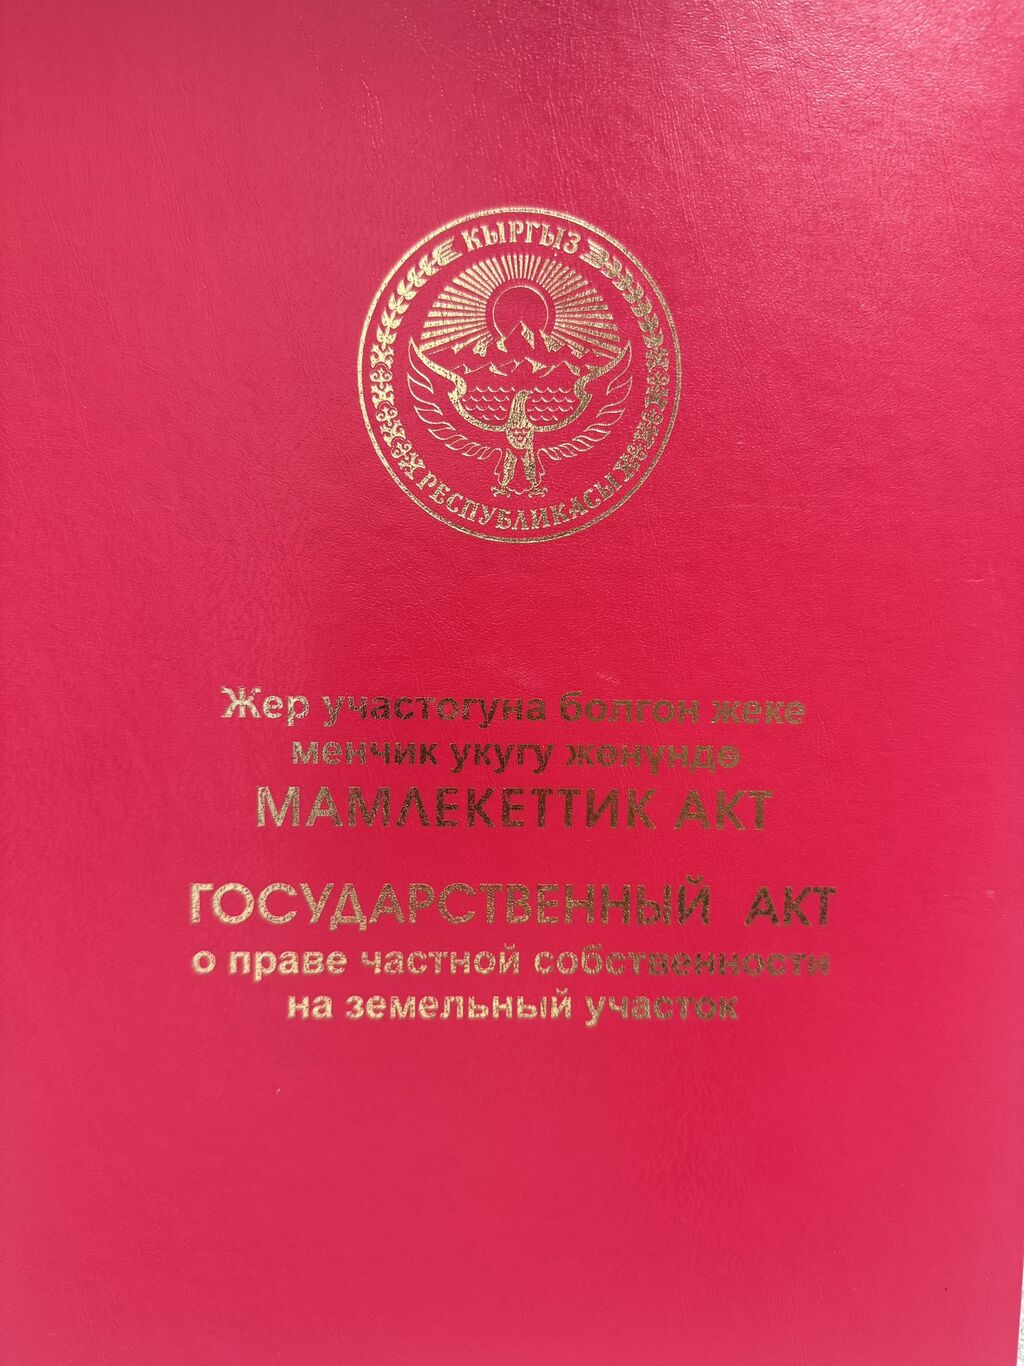 КЫРГЫЗ
РЕСПУБЛИКАСЫ
Жер участогуна болгон жеке
менчик укугу жөнүндө
МАМЛЕКЕТТИК АКТ
ГОСУДАРСТВЕННЫЙ АКТ
о праве частной собственности
на земельный участок